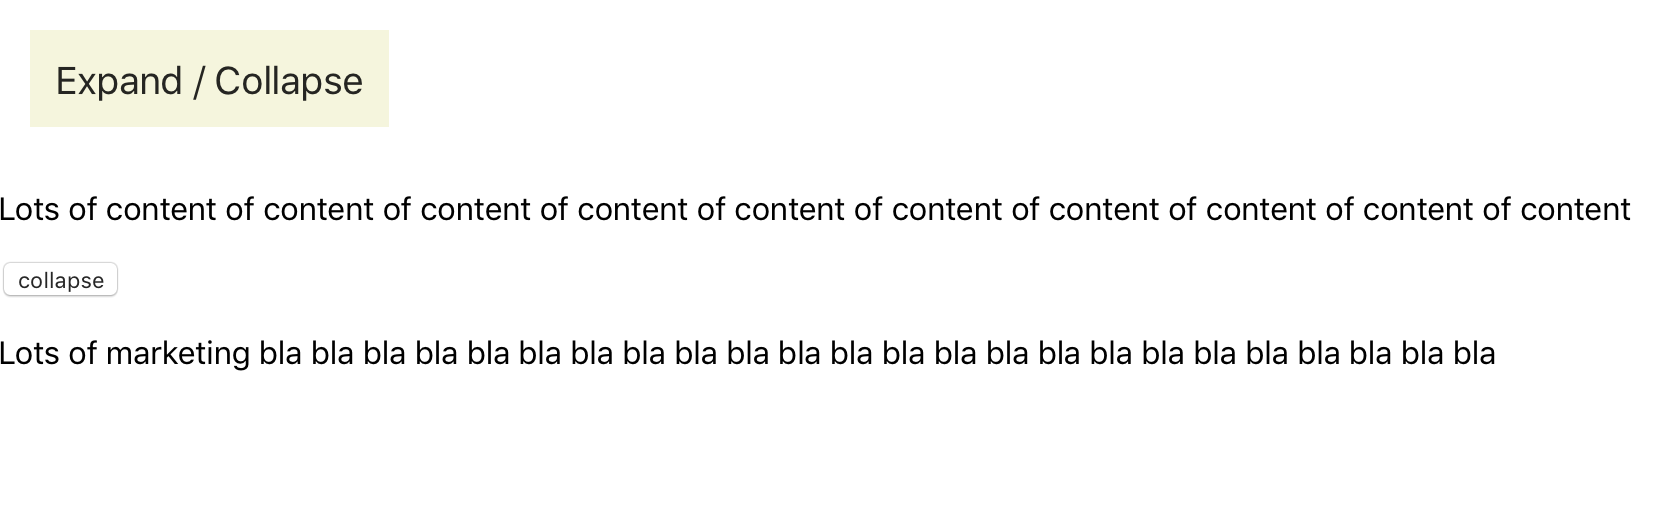 Expand / Collapse
Lots of content of content of content of content of content of content of content of content of content of content
collapse
Lots of marketing bla bla bla bla bla bla bla bla bla bla bla bla bla bla bla bla bla bla bla bla bla bla bla bla